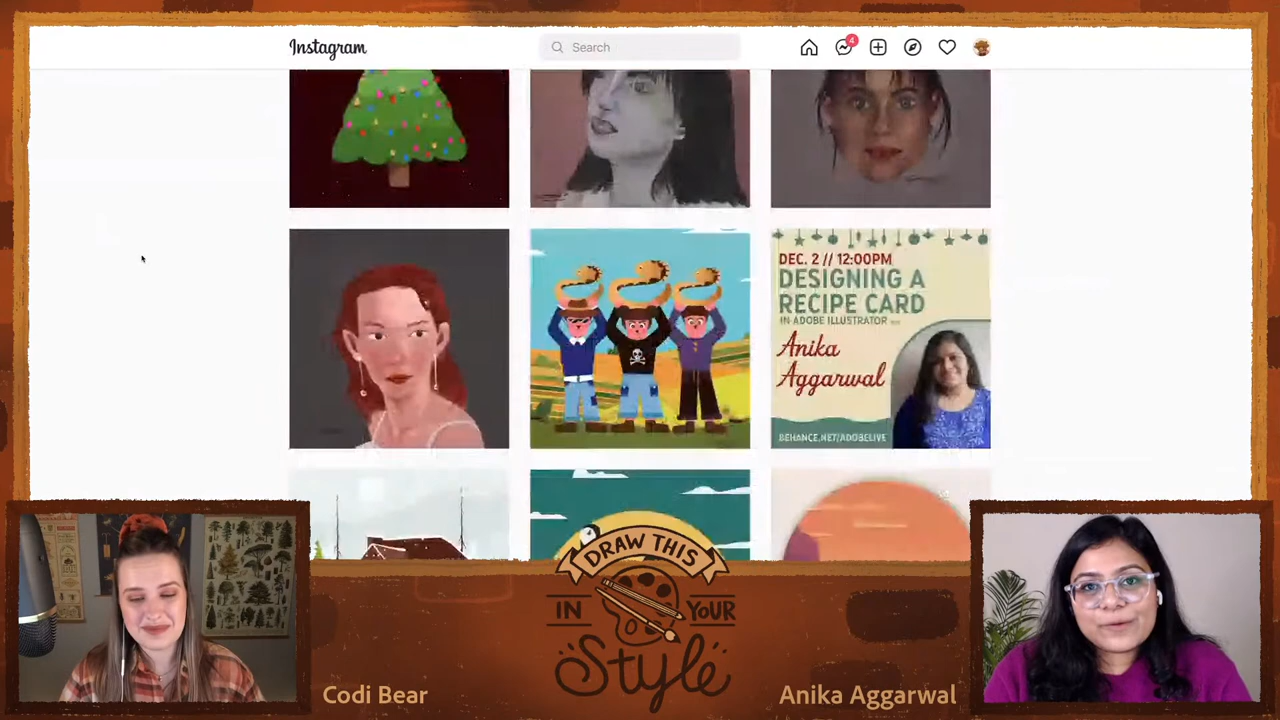 Instagram
Search
4
DEC. 2 // 12:00PM
DESIGNING A
RECIPE CARD
IN ADOBE ILLUSTRATOR
Anika
Aggarwal
BEHANCE.NET/ADOBELIVE
DRAW THIS
IN YOUR
Style
Codi Bear
Anika Aggarwal